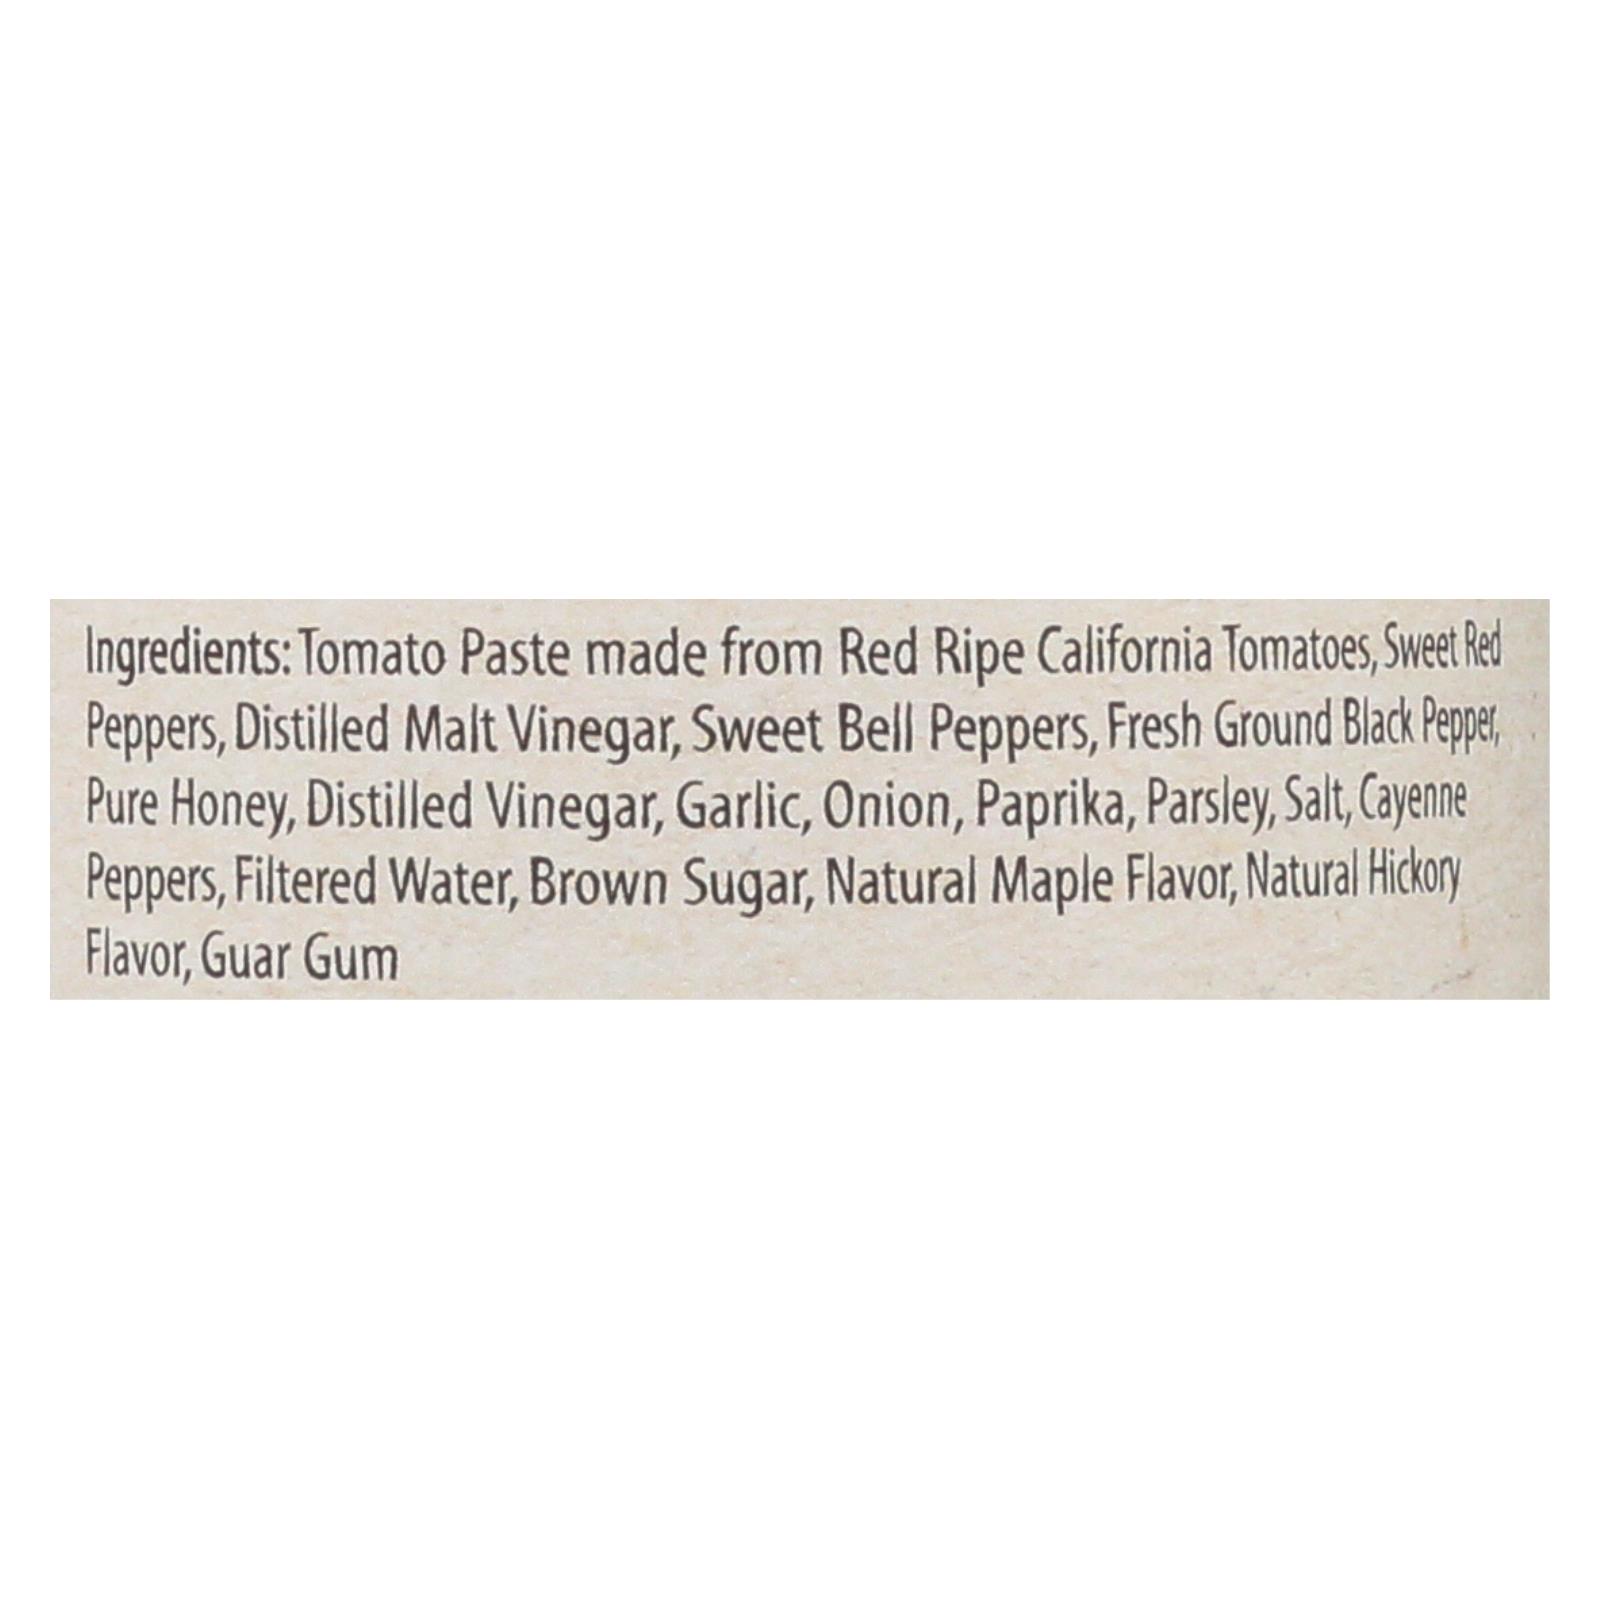 Ingredients: Tomato Paste made from Red Ripe California Tomatoes, Sweet Red
Peppers, Distilled Malt Vinegar, Sweet Bell Peppers, Fresh Ground Black Pepper,
Pure Honey, Distilled Vinegar, Garlic, Onion, Paprika, Parsley, Salt, Cayenne
Peppers, Filtered Water, Brown Sugar, Natural Maple Flavor, Natural Hickory
Flavor, Guar Gum